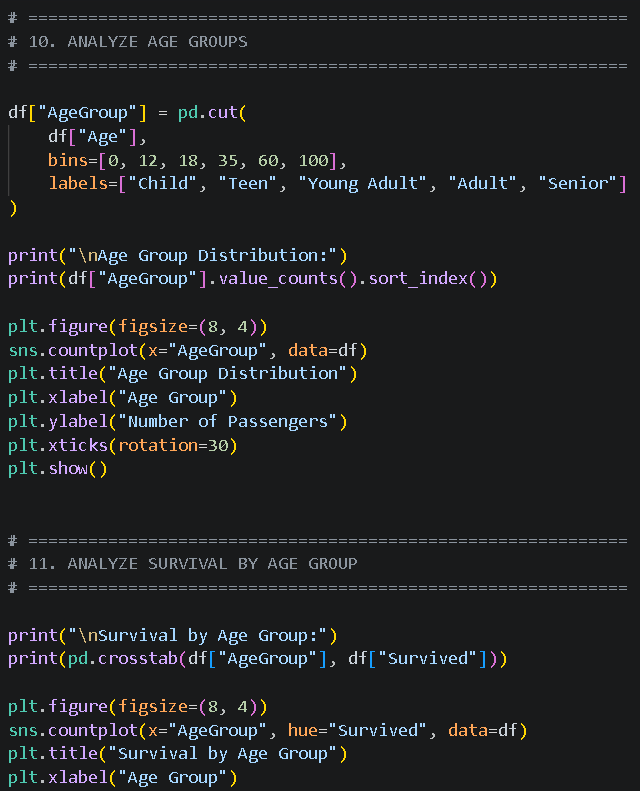 # ============================================================
# 10. ANALYZE AGE GROUPS
# ============================================================
df["AgeGroup"] = pd.cut(
    df["Age"],
    bins=[0, 12, 18, 35, 60, 100],
    labels=["Child", "Teen", "Young Adult", "Adult", "Senior"]
)
print("\nAge Group Distribution:")
print(df["AgeGroup"].value_counts().sort_index())
plt.figure(figsize=(8, 4))
sns.countplot(x="AgeGroup", data=df)
plt.title("Age Group Distribution")
plt.xlabel("Age Group")
plt.ylabel("Number of Passengers")
plt.xticks(rotation=30)
plt.show()
# ============================================================
# 11. ANALYZE SURVIVAL BY AGE GROUP
# ============================================================
print("\nSurvival by Age Group:")
print(pd.crosstab(df["AgeGroup"], df["Survived"]))
plt.figure(figsize=(8, 4))
sns.countplot(x="AgeGroup", hue="Survived", data=df)
plt.title("Survival by Age Group")
plt.xlabel("Age Group")